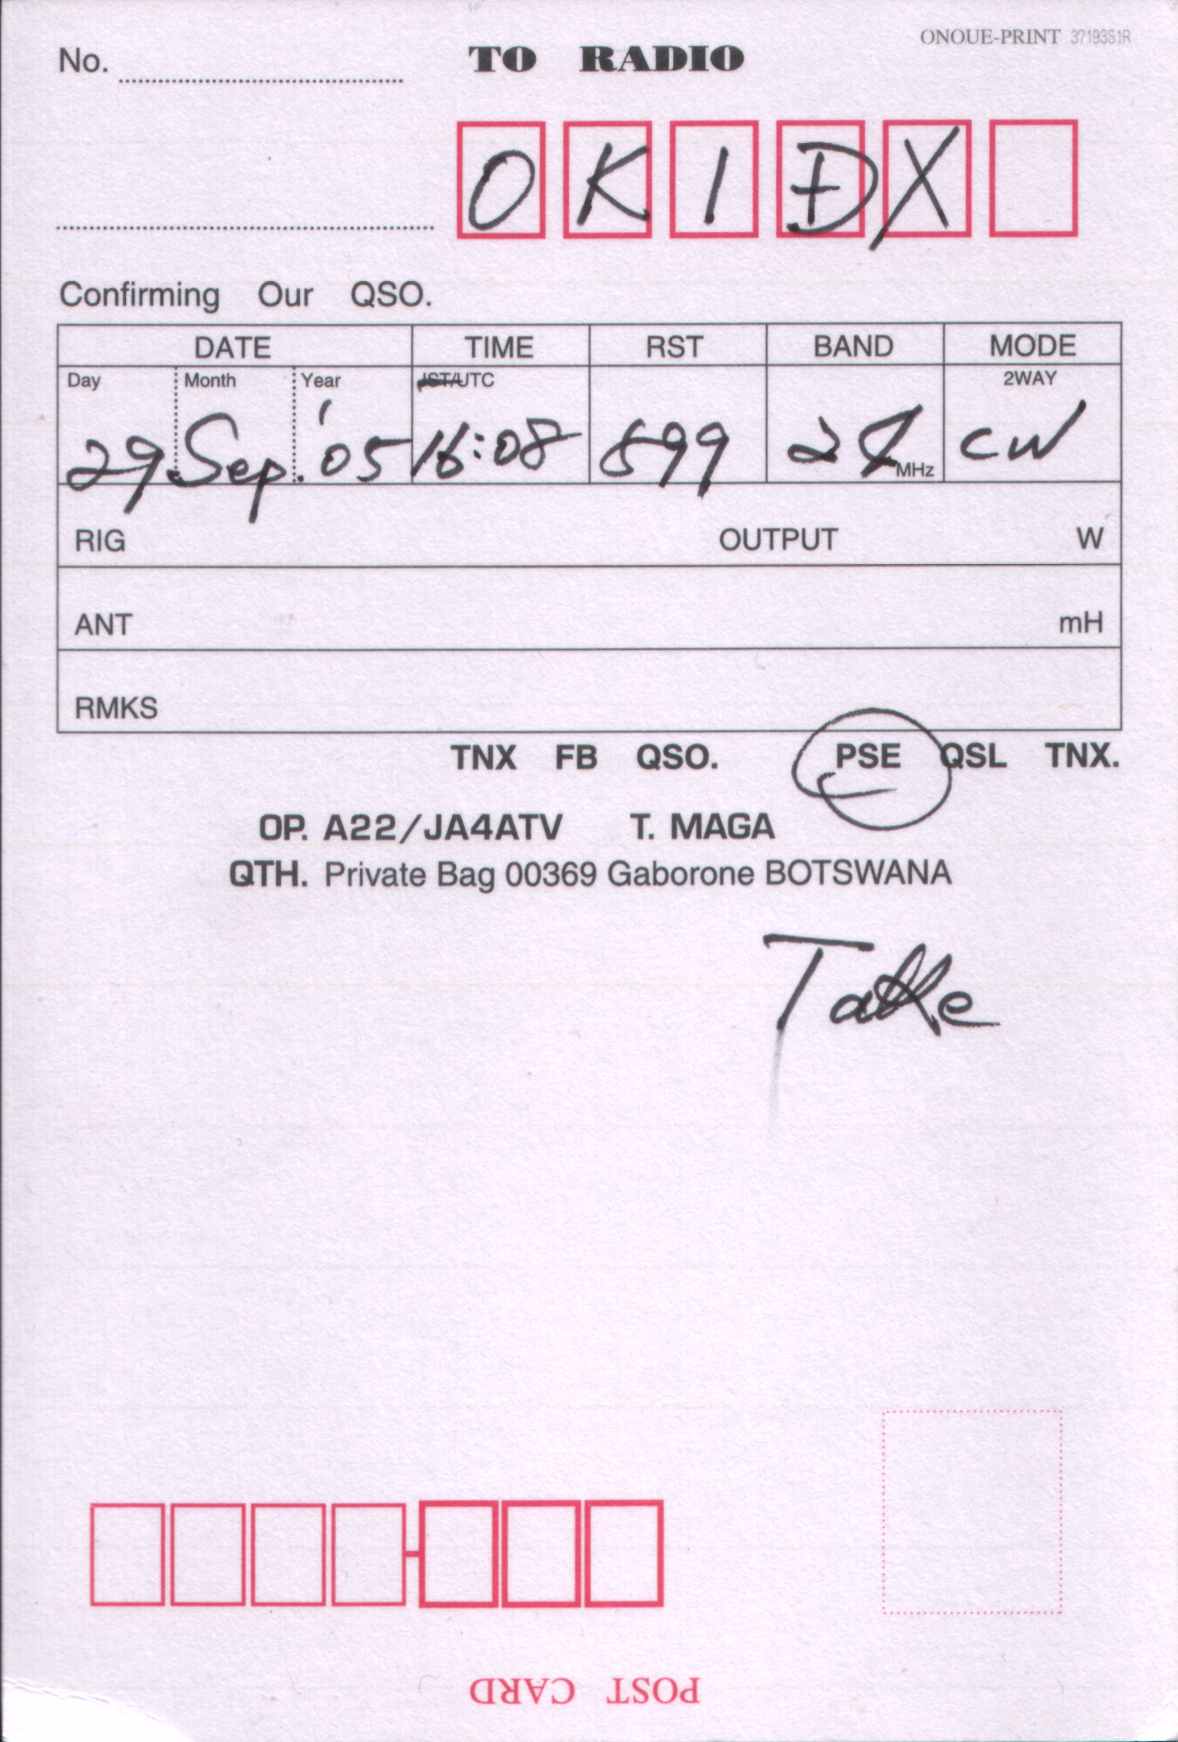 No. TO RADIO ONOUE-PRINT 37193S1R
OK1DX
Confirming Our QSO.
DATE TIME RST BAND MODE
Day Month Year JST/UTC 2WAY
29 Sep. '05 16:08 599 28 MHz CW
RIG OUTPUT W
ANT mH
RMKS
TNX FB QSO. PSE QSL TNX.
OP. A22/JA4ATV T. MAGA
QTH. Private Bag 00369 Gaborone BOTSWANA
POST CARD